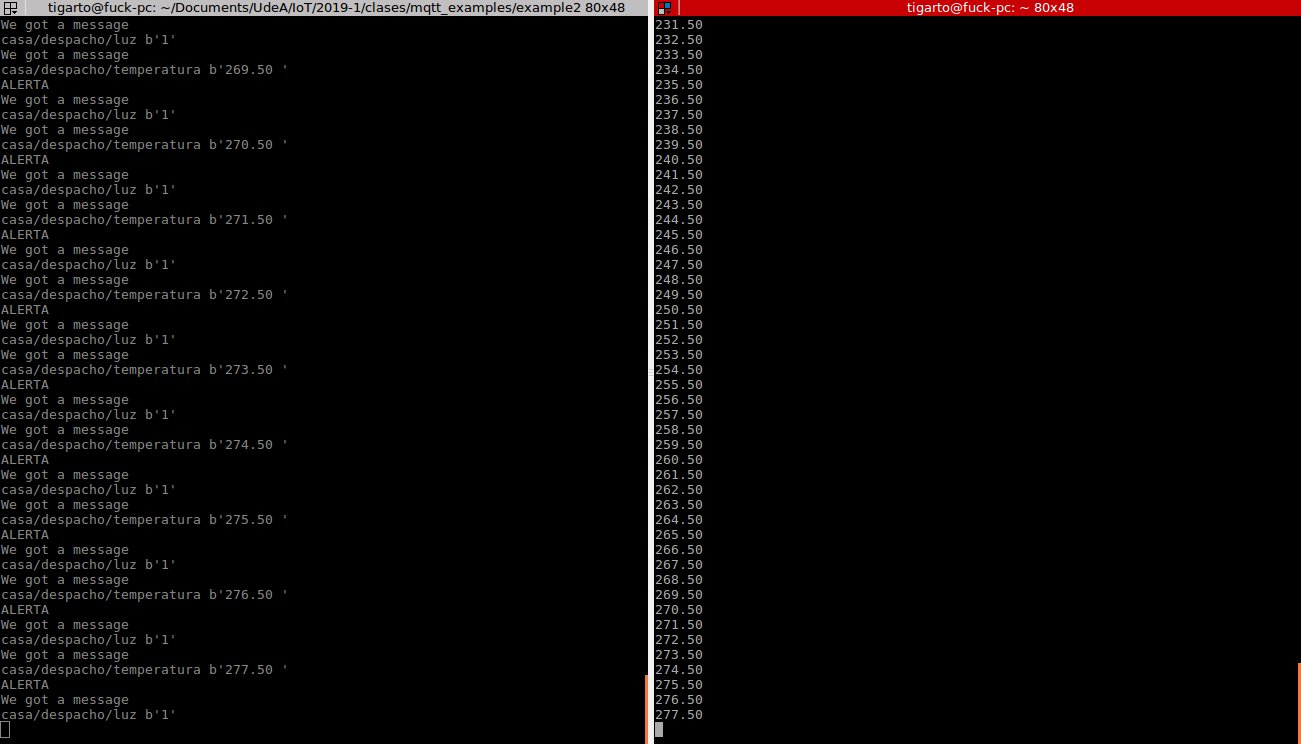 tigarto@fuck-pc: ~/Documents/UdeA/IoT/2019-1/clases/mqtt_examples/example2 80x48
We got a message
casa/despacho/luz b'1'
We got a message
casa/despacho/temperatura b'269.50 '
ALERTA
We got a message
casa/despacho/luz b'1'
We got a message
casa/despacho/temperatura b'270.50 '
ALERTA
We got a message
casa/despacho/luz b'1'
We got a message
casa/despacho/temperatura b'271.50 '
ALERTA
We got a message
casa/despacho/luz b'1'
We got a message
casa/despacho/temperatura b'272.50 '
ALERTA
We got a message
casa/despacho/luz b'1'
We got a message
casa/despacho/temperatura b'273.50 '
ALERTA
We got a message
casa/despacho/luz b'1'
We got a message
casa/despacho/temperatura b'274.50 '
ALERTA
We got a message
casa/despacho/luz b'1'
We got a message
casa/despacho/temperatura b'275.50 '
ALERTA
We got a message
casa/despacho/luz b'1'
We got a message
casa/despacho/temperatura b'276.50 '
ALERTA
We got a message
casa/despacho/luz b'1'
We got a message
casa/despacho/temperatura b'277.50 '
ALERTA
We got a message
casa/despacho/luz b'1'
tigarto@fuck-pc: ~ 80x48
231.50
232.50
233.50
234.50
235.50
236.50
237.50
238.50
239.50
240.50
241.50
242.50
243.50
244.50
245.50
246.50
247.50
248.50
249.50
250.50
251.50
252.50
253.50
254.50
255.50
256.50
257.50
258.50
259.50
260.50
261.50
262.50
263.50
264.50
265.50
266.50
267.50
268.50
269.50
270.50
271.50
272.50
273.50
274.50
275.50
276.50
277.50